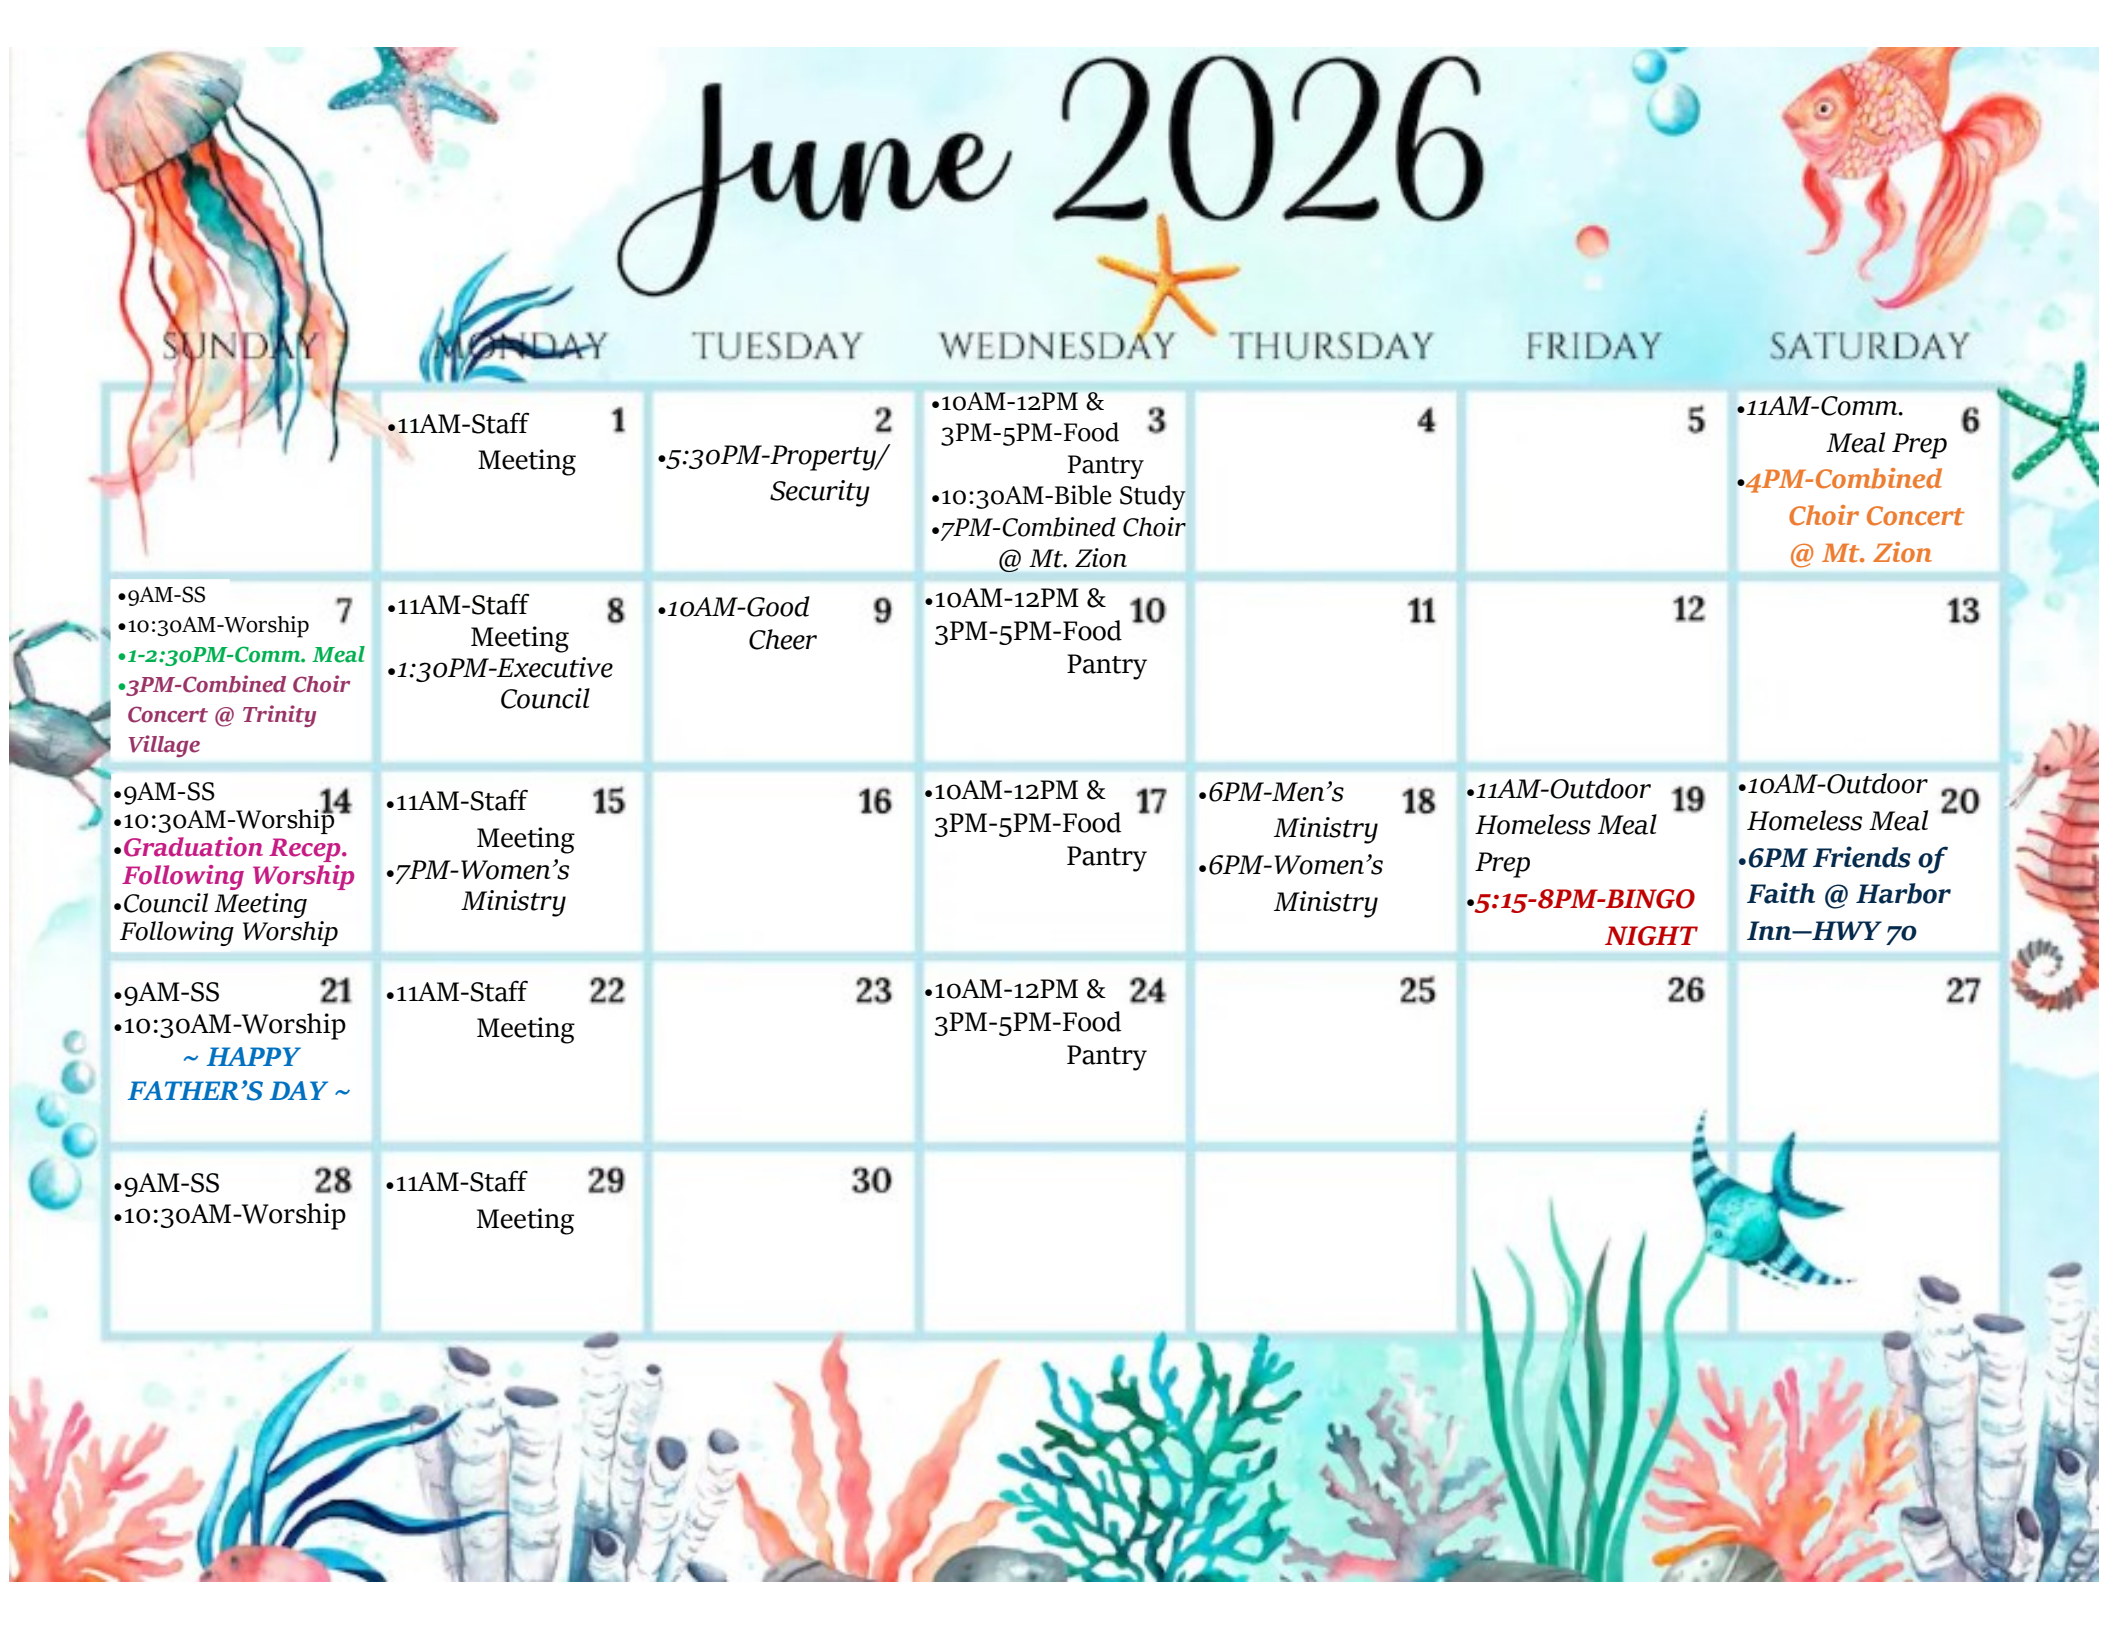 June 2026
SUNDAY MONDAY TUESDAY WEDNESDAY THURSDAY FRIDAY SATURDAY
1
•11AM-Staff
Meeting
2
•5:30PM-Property/
Security
3
•10AM-12PM &
3PM-5PM-Food
Pantry
•10:30AM-Bible Study
•7PM-Combined Choir
@ Mt. Zion
4
5
6
•11AM-Comm.
Meal Prep
•4PM-Combined
Choir Concert
@ Mt. Zion
7
•9AM-SS
•10:30AM-Worship
•1-2:30PM-Comm. Meal
•3PM-Combined Choir
Concert @ Trinity
Village
8
•11AM-Staff
Meeting
•1:30PM-Executive
Council
9
•10AM-Good
Cheer
10
•10AM-12PM &
3PM-5PM-Food
Pantry
11
12
13
14
•9AM-SS
•10:30AM-Worship
•Graduation Recep.
Following Worship
•Council Meeting
Following Worship
15
•11AM-Staff
Meeting
•7PM-Women’s
Ministry
16
17
•10AM-12PM &
3PM-5PM-Food
Pantry
18
•6PM-Men’s
Ministry
•6PM-Women’s
Ministry
19
•11AM-Outdoor
Homeless Meal
Prep
•5:15-8PM-BINGO
NIGHT
20
•10AM-Outdoor
Homeless Meal
•6PM Friends of
Faith @ Harbor
Inn—HWY 70
21
•9AM-SS
•10:30AM-Worship
~ HAPPY
FATHER’S DAY ~
22
•11AM-Staff
Meeting
23
24
•10AM-12PM &
3PM-5PM-Food
Pantry
25
26
27
28
•9AM-SS
•10:30AM-Worship
29
•11AM-Staff
Meeting
30